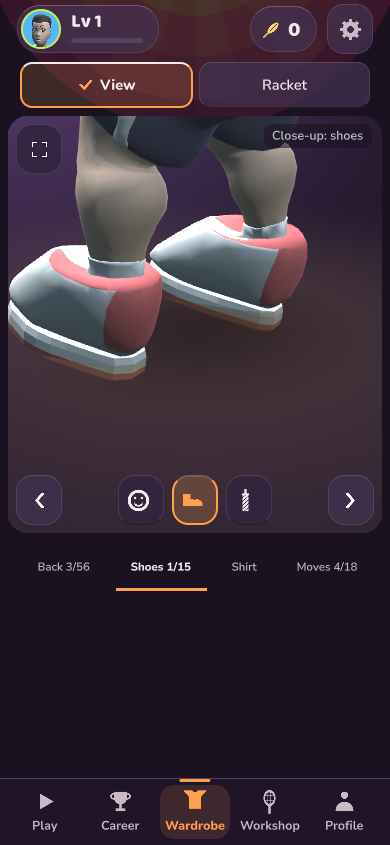 Lv 1
0
View
Racket
Close-up: shoes
Back 3/56
Shoes 1/15
Shirt
Moves 4/18
Play
Career
Wardrobe
Workshop
Profile